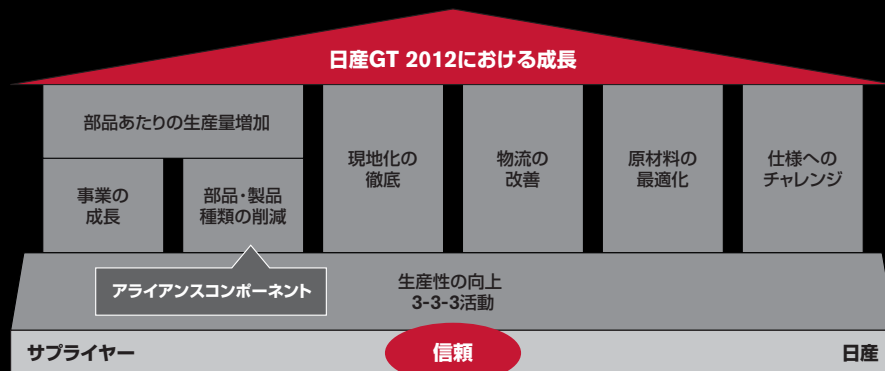 日産GT 2012における成長
部品あたりの生産量増加
事業の
成長
部品・製品
種類の削減
現地化の
徹底
物流の
改善
原材料の
最適化
仕様への
チャレンジ
アライアンスコンポーネント
生産性の向上
3-3-3活動
サプライヤー
信頼
日産